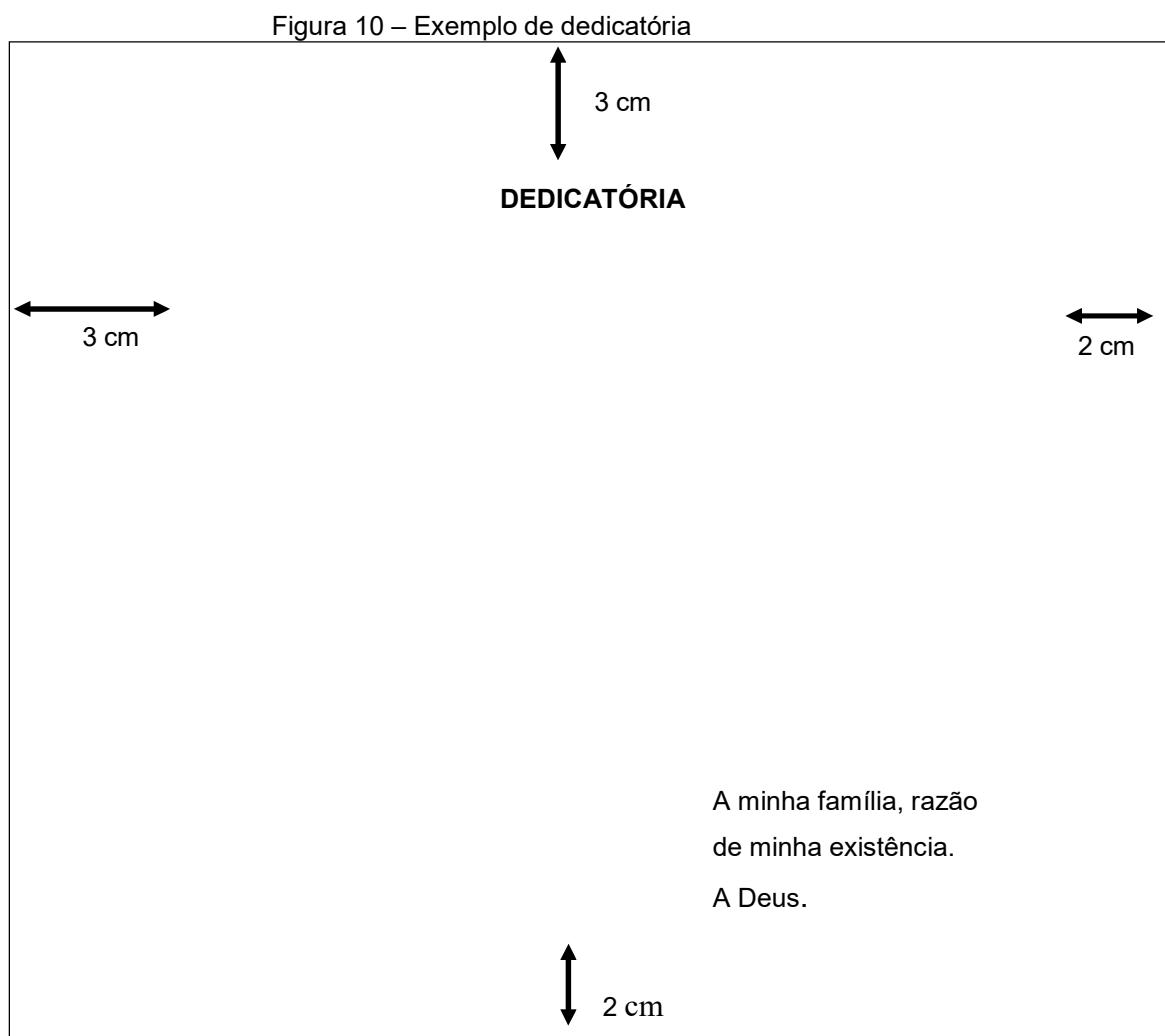 Figura 10 – Exemplo de dedicatória
3 cm
DEDICATÓRIA
3 cm
2 cm
A minha família, razão
de minha existência.
A Deus.
2 cm